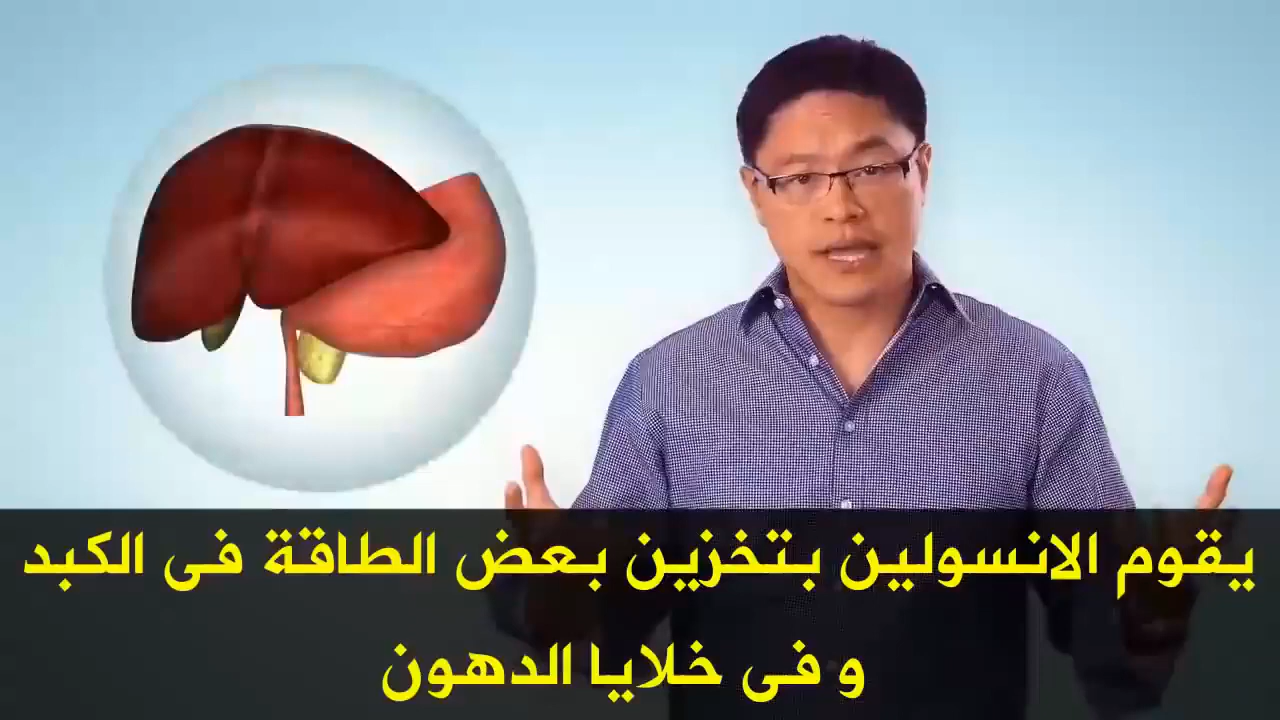 يقوم الانسولين بتخزين بعض الطاقة فى الكبد
و فى خلايا الدهون